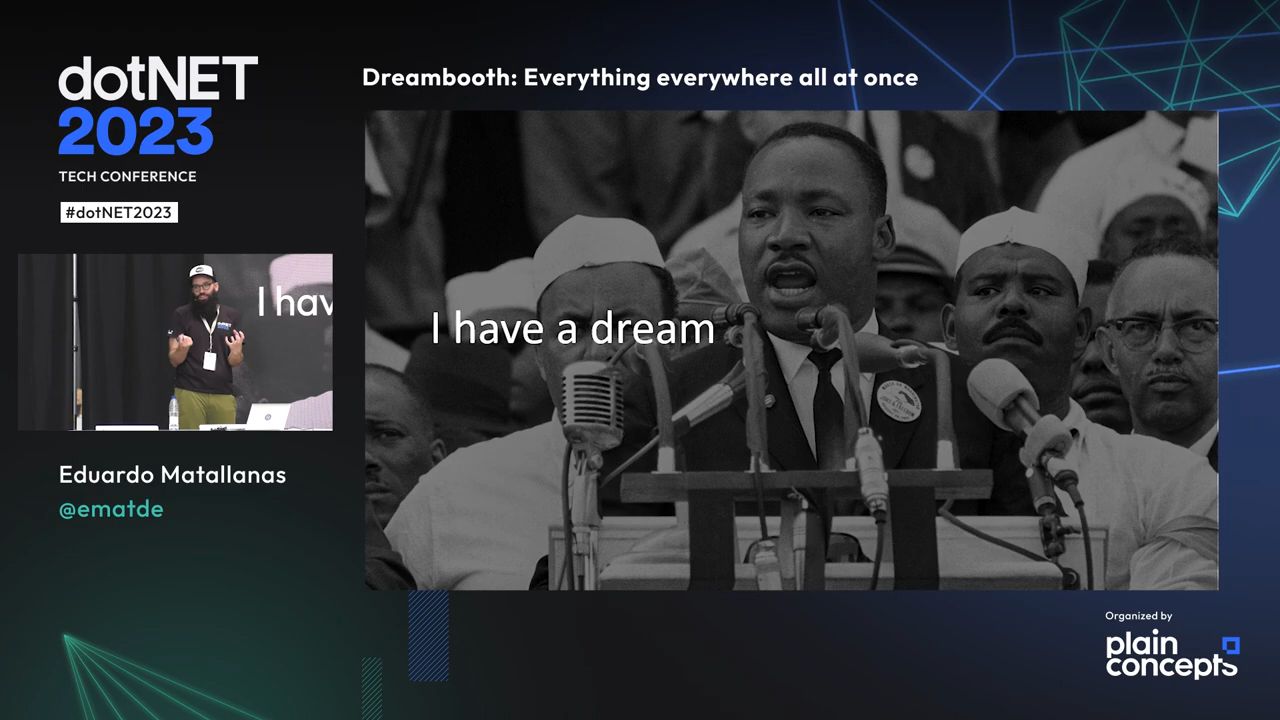 dotNET
2023
TECH CONFERENCE
#dotNET2023
Dreambooth: Everything everywhere all at once
I hav
I have a dream
Eduardo Matallanas
@ematde
Organized by
plain
concepts